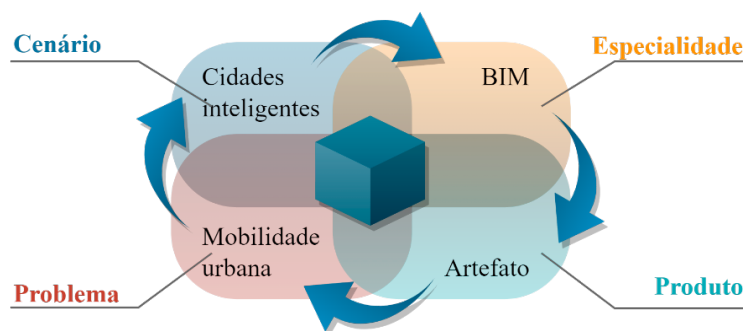 Cenário
Especialidade
Cidades
inteligentes
BIM
Mobilidade
urbana
Artefato
Problema
Produto